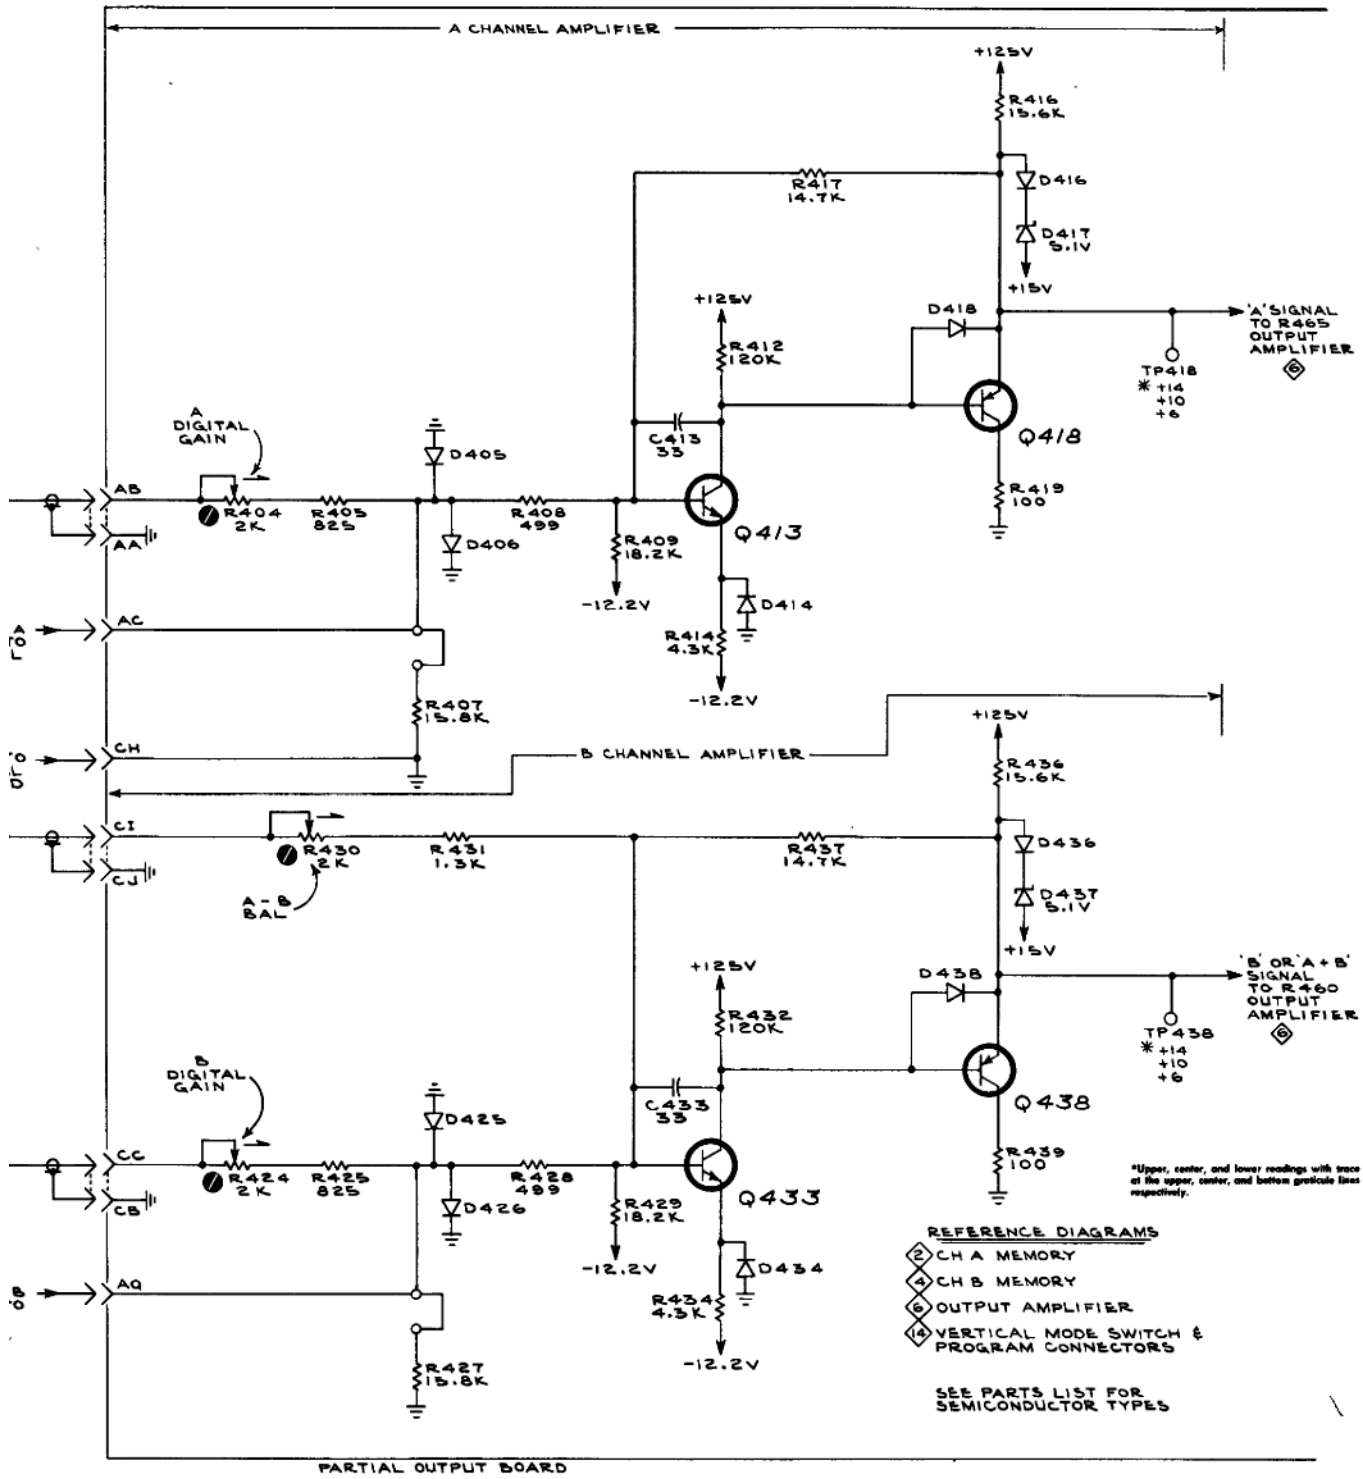 A CHANNEL AMPLIFIER
+125V
R416
15.6K
R417
14.7K
D416
D417
5.1V
+15V
+125V
R412
120K
D418
'A' SIGNAL
TO R465
OUTPUT
AMPLIFIER
6
TP418
* +14
+10
+6
A
DIGITAL
GAIN
D405
C413
33
Q418
AB
R404
2K
R405
825
R408
499
R419
100
AA
D406
R409
18.2K
Q413
-12.2V
D414
AC
A
R414
4.3K
-12.2V
R407
15.8K
+125V
CH
B CHANNEL AMPLIFIER
R436
15.6K
CI
R430
2K
R431
1.3K
R437
14.7K
D436
CJ
A-B
BAL
D437
5.1V
+15V
+125V
D438
'B' OR 'A + B'
SIGNAL
TO R460
OUTPUT
AMPLIFIER
6
R432
120K
TP438
* +14
+10
+6
B
DIGITAL
GAIN
D425
C433
33
Q438
CC
R424
2K
R425
825
R428
499
R439
100
CB
D426
R429
18.2K
Q433
*Upper, center, and lower readings with trace
at the upper, center, and bottom graticule lines
respectively.
-12.2V
D434
AQ
R434
4.3K
-12.2V
R427
15.8K
REFERENCE DIAGRAMS
2 CH A MEMORY
4 CH B MEMORY
6 OUTPUT AMPLIFIER
14 VERTICAL MODE SWITCH &
PROGRAM CONNECTORS
SEE PARTS LIST FOR
SEMICONDUCTOR TYPES
PARTIAL OUTPUT BOARD